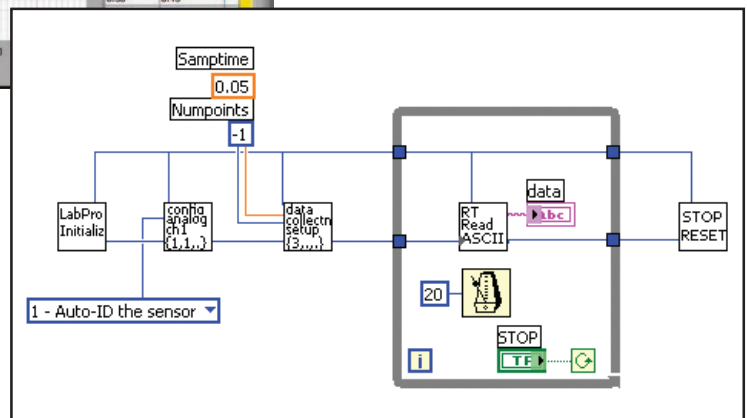 Samptime
0.05
Numpoints
-1
LabPro
Initializ
config
analog
ch1
{1,1,.}
data
collectn
setup
{3,.,.}
1 - Auto-ID the sensor
RT
Read
ASCII
data
abc
20
STOP
TF
i
STOP
RESET